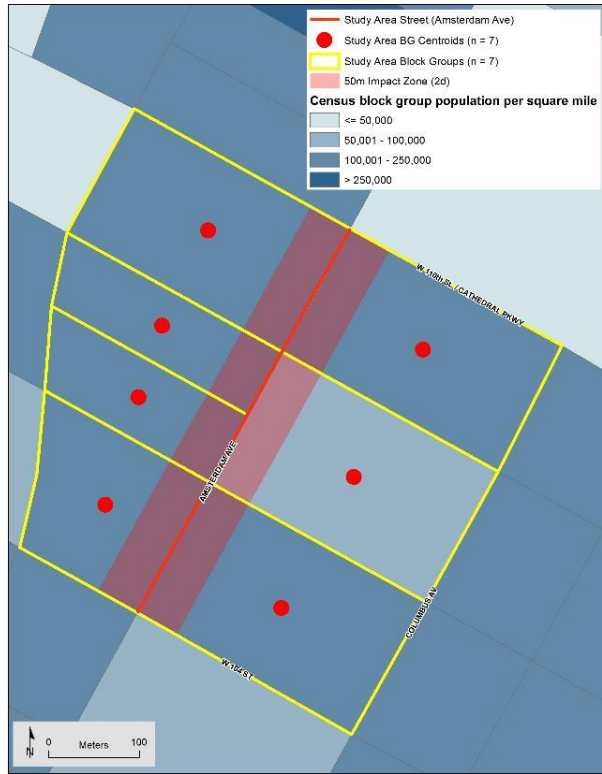 Study Area Street (Amsterdam Ave)
Study Area BG Centroids (n = 7)
Study Area Block Groups (n = 7)
50m Impact Zone (2d)
Census block group population per square mile
<= 50,000
50,001 - 100,000
100,001 - 250,000
> 250,000
W 110th St. / CATHEDRAL PKWY
AMSTERDAM AVE
COLUMBUS AV
W 104 ST
N
0 Meters 100